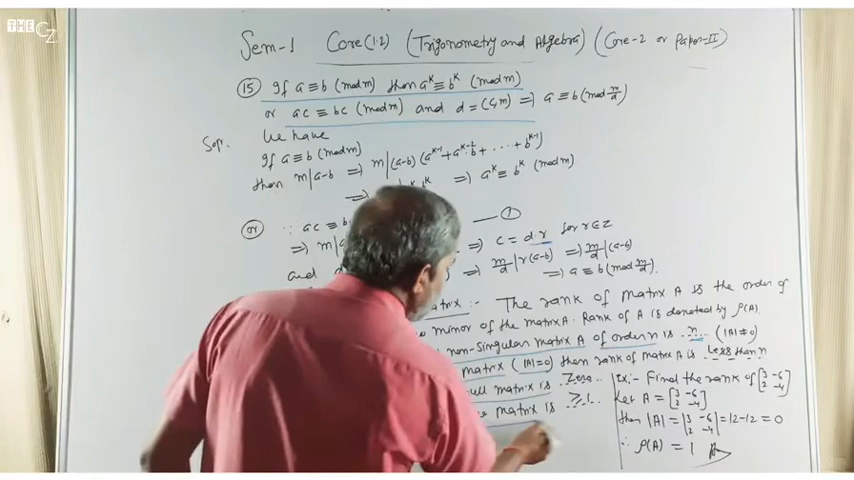 THE CZ
Sem-1 Core(1.2) (Trigonometry and Algebra) (Core-2 or Paper-II)
(15) If a ≡ b (mod m) then a^k ≡ b^k (mod m)
or ac ≡ bc (mod m) and d = (c,m) ⇒ a ≡ b (mod m/d)
We have
If a ≡ b (mod m)
then m|a-b ⇒ m|(a-b)(a^k-1 + a^k-2.b + ..... + b^k-1)
⇒ b^k ⇒ a^k ≡ b^k (mod m)
(or) ∵ ac ≡ b — (1)
⇒ m| ⇒ c = d.r for r∈Z
and ⇒ m/d | r(a-b) ⇒ m/d | (a-b)
⇒ a ≡ b (mod m/d).
atrix :- The rank of matrix A is the order of
minor of the matrix A. Rank of A is denoted by ρ(A).
non-singular matrix A of order n is ..n.. (|A|≠0)
matrix (|A|=0) then rank of matrix A is less than n
ull matrix is ..Zero..
matrix is ..≥1..
Ex:- Find the rank of [3 -6 2 -4]
Let A = [3 -6 2 -4]
then |A| = |3 -6 2 -4| = 12-12 = 0
∴ ρ(A) = 1